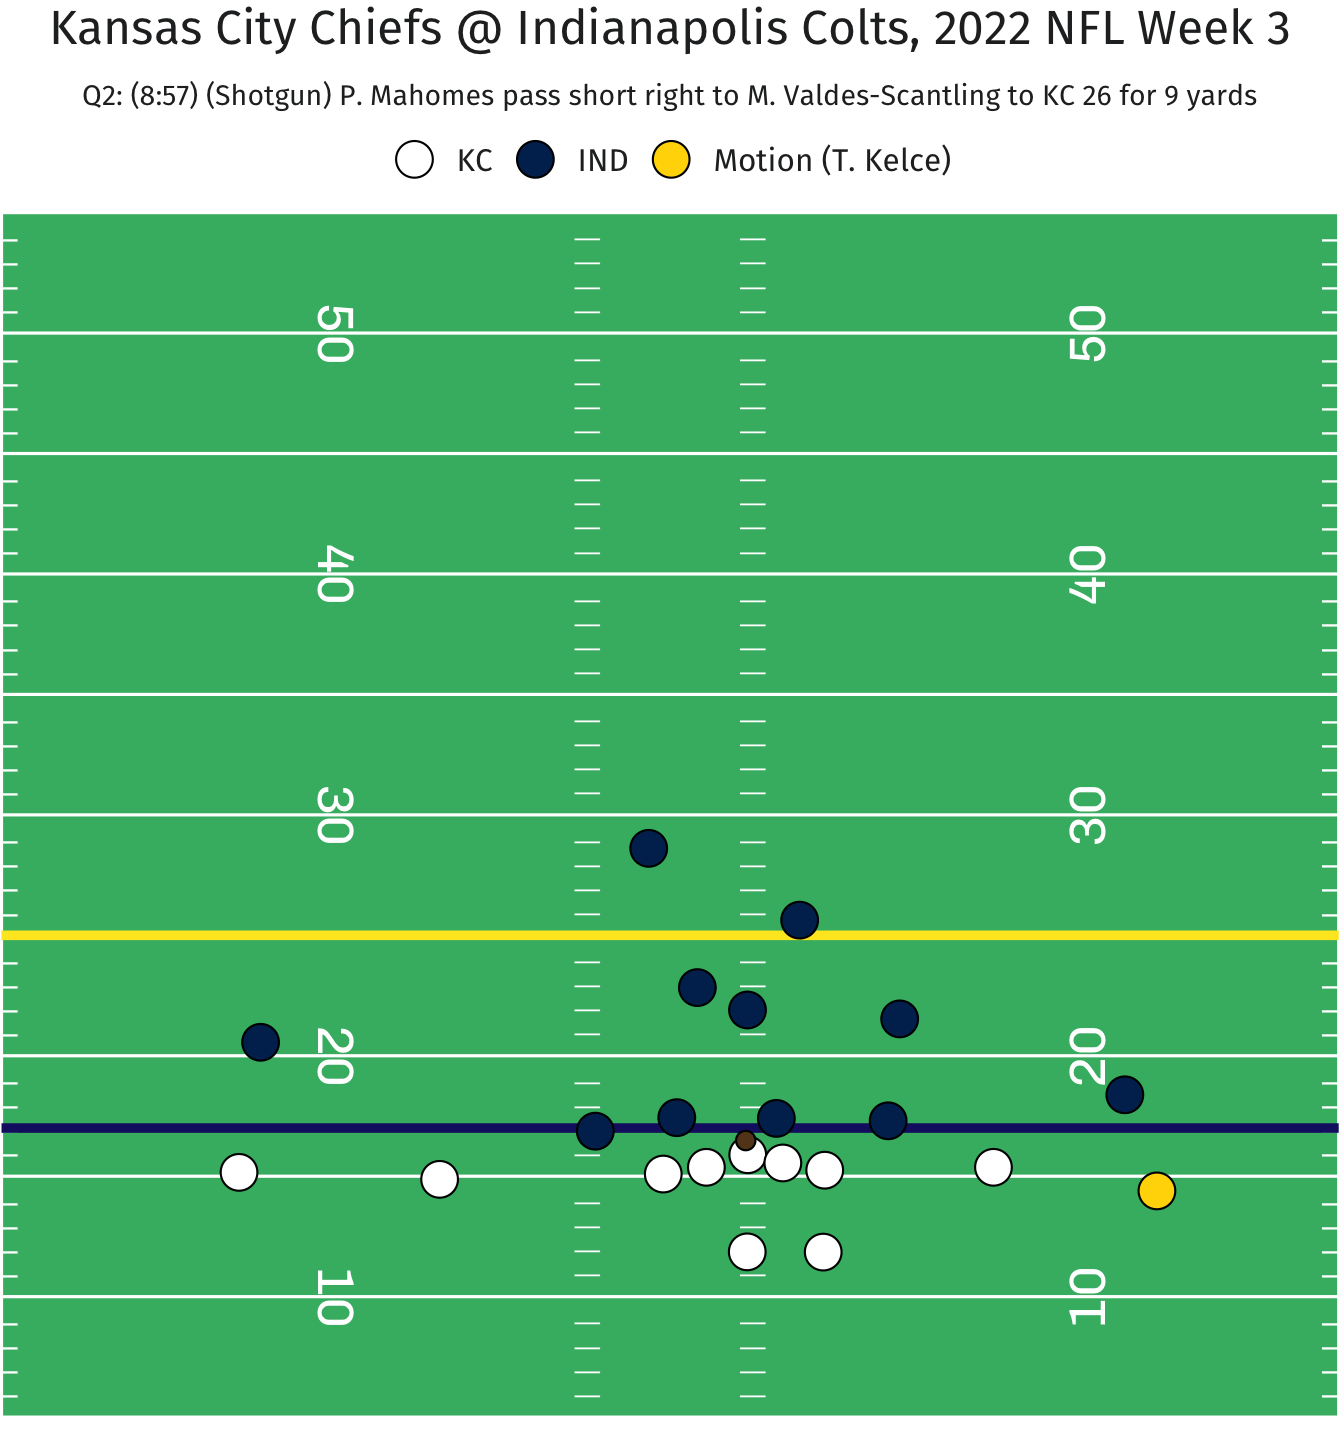 Kansas City Chiefs @ Indianapolis Colts, 2022 NFL Week 3
Q2: (8:57) (Shotgun) P. Mahomes pass short right to M. Valdes-Scantling to KC 26 for 9 yards
KC IND Motion (T. Kelce)
50 50
40 40
30 30
20 20
10 10